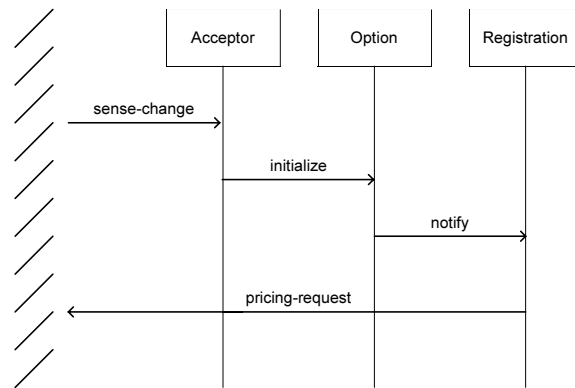 Acceptor
Option
Registration
sense-change
initialize
notify
pricing-request